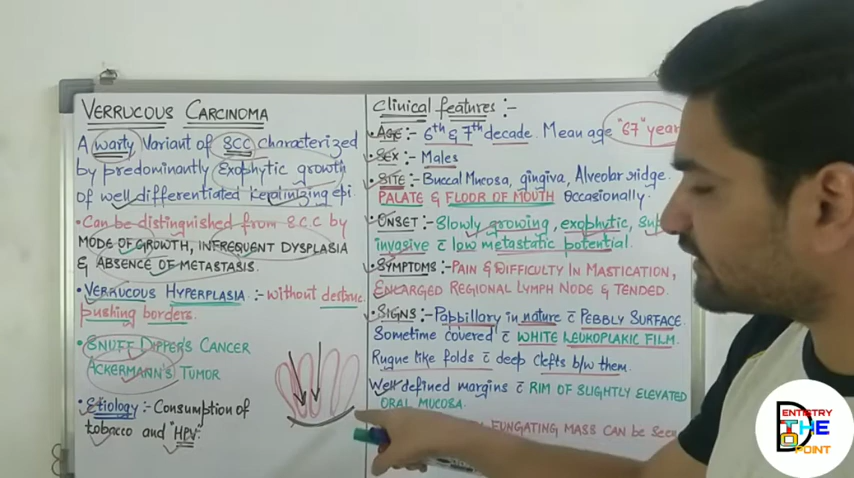 VERRUCOUS CARCINOMA
A warty Variant of SCC characterized
by predominantly Exophytic growth
of well differentiated keratinizing epi.
• Can be distinguished from S.C.C by
MODE OF GROWTH, INFREQUENT DYSPLASIA
& ABSENCE OF METASTASIS.
• VERRUCOUS HYPERPLASIA :- without destruc.
pushing borders.
• SNUFF DIPPER'S CANCER
ACKERMANN'S TUMOR
• Etiology :- Consumption of
tobacco and "HPV".
Clinical features :-
• AGE :- 6th & 7th decade. Mean age "67" year
• SEX :- Males
• SITE :- Buccal Mucosa, gingiva, Alveolar ridge.
PALATE & FLOOR OF MOUTH Occasionally.
• ONSET :- Slowly growing, exophytic,
invasive c̄ low metastatic potential.
• SYMPTOMS :- PAIN & DIFFICULTY IN MASTICATION,
ENLARGED REGIONAL LYMPH NODE & TENDED.
• SIGNS :- Pappillary in nature c̄ PEBBLY SURFACE
Sometime covered c̄ WHITE LEUKOPLAKIC FILM.
Rugae like folds c̄ deep clefts b/w them.
Well defined margins c̄ RIM OF SLIGHTLY ELEVATED
ORAL MUCOSA.
FUNGATING MASS CAN BE SEEN
DENTISTRY
THE
POINT